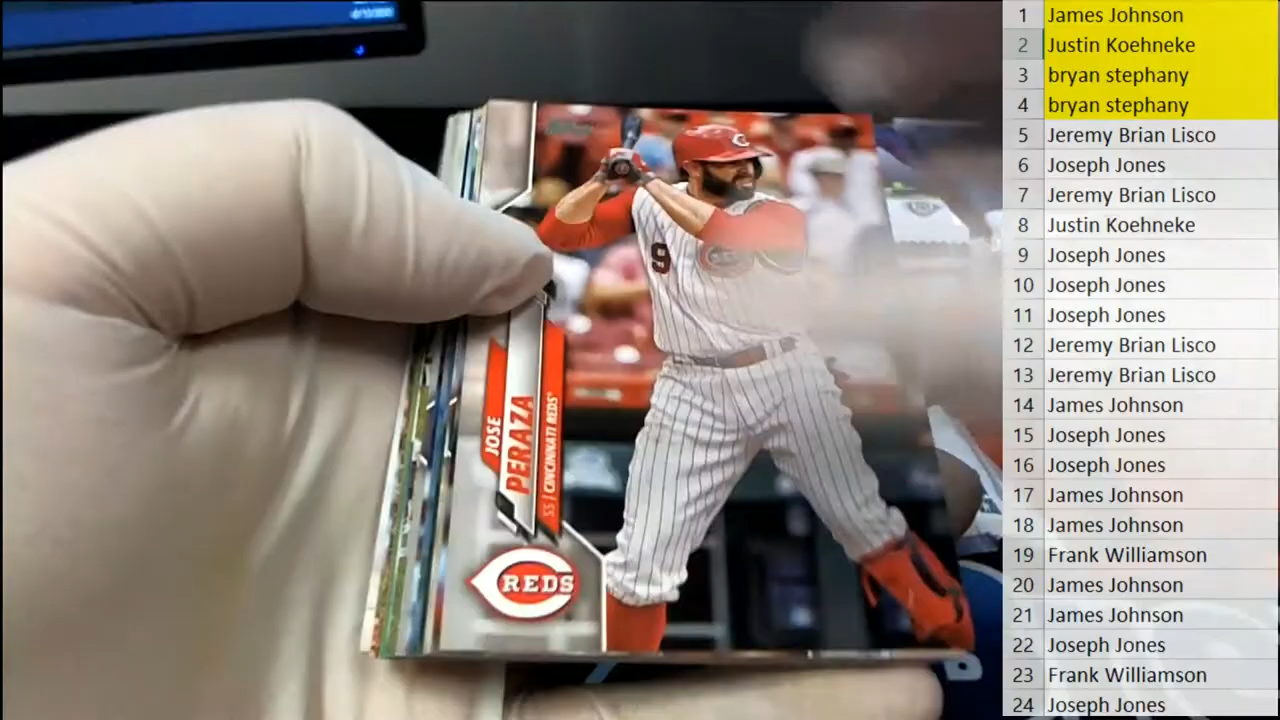 JOSE
PERAZA
SS | CINCINNATI REDS
REDS
9
C
1 James Johnson
2 Justin Koehneke
3 bryan stephany
4 bryan stephany
5 Jeremy Brian Lisco
6 Joseph Jones
7 Jeremy Brian Lisco
8 Justin Koehneke
9 Joseph Jones
10 Joseph Jones
11 Joseph Jones
12 Jeremy Brian Lisco
13 Jeremy Brian Lisco
14 James Johnson
15 Joseph Jones
16 Joseph Jones
17 James Johnson
18 James Johnson
19 Frank Williamson
20 James Johnson
21 James Johnson
22 Joseph Jones
23 Frank Williamson
24 Joseph Jones